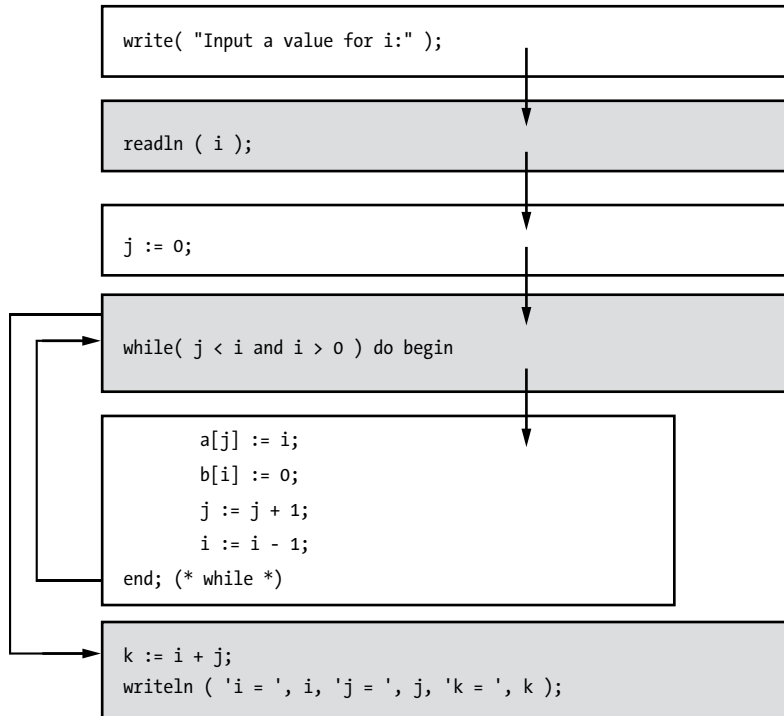 write( "Input a value for i:" );
readln ( i );
j := 0;
while( j < i and i > 0 ) do begin
a[j] := i;
b[i] := 0;
j := j + 1;
i := i - 1;
end; (* while *)
k := i + j;
writeln ( 'i = ', i, 'j = ', j, 'k = ', k );